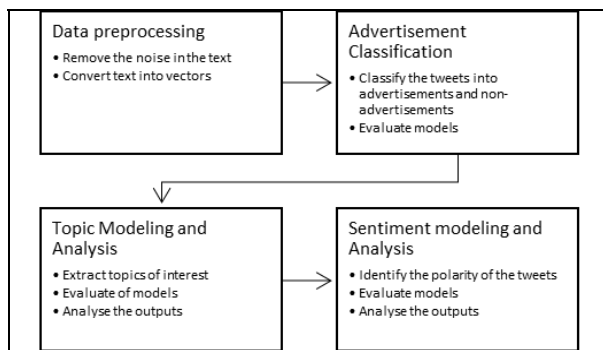 Data preprocessing
• Remove the noise in the text
• Convert text into vectors
Advertisement
Classification
• Classify the tweets into
advertisements and non-
advertisements
• Evaluate models
Topic Modeling and
Analysis
• Extract topics of interest
• Evaluate of models
• Analyse the outputs
Sentiment modeling and
Analysis
• Identify the polarity of the tweets
• Evaluate models
• Analyse the outputs